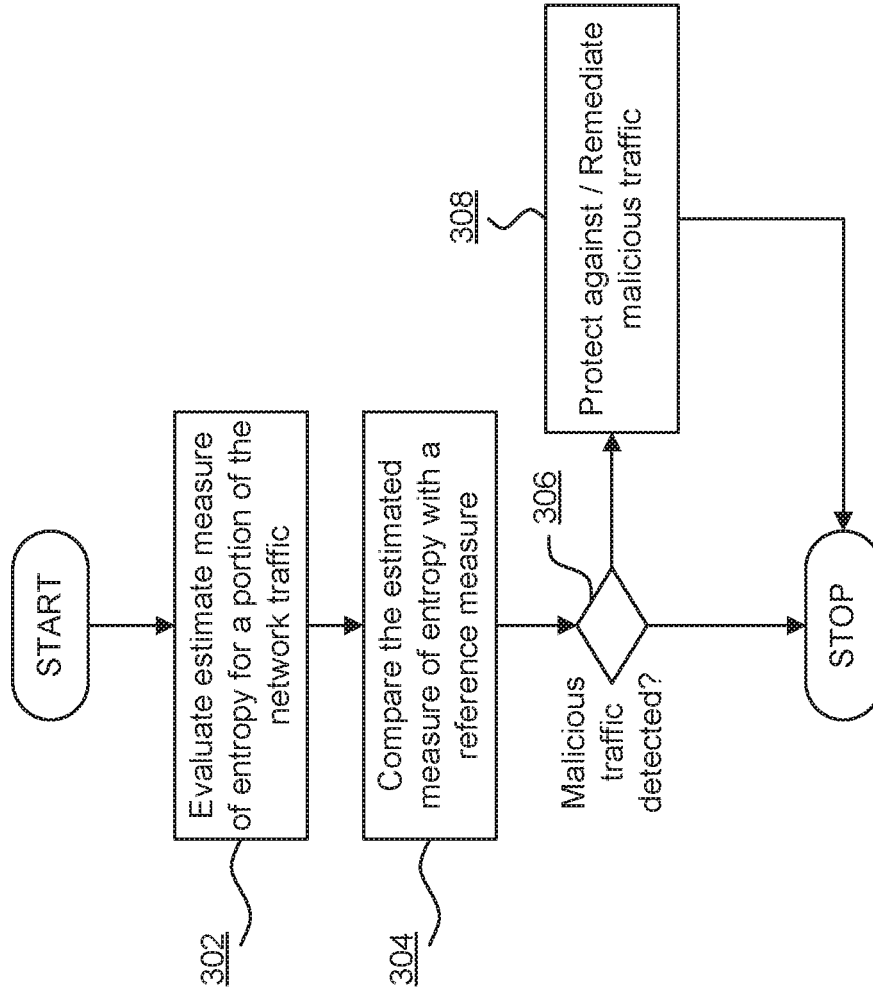 START
302
Evaluate estimate measure
of entropy for a portion of the
network traffic
304
Compare the estimated
measure of entropy with a
reference measure
306
Malicious
traffic
detected?
308
Protect against / Remediate
malicious traffic
STOP